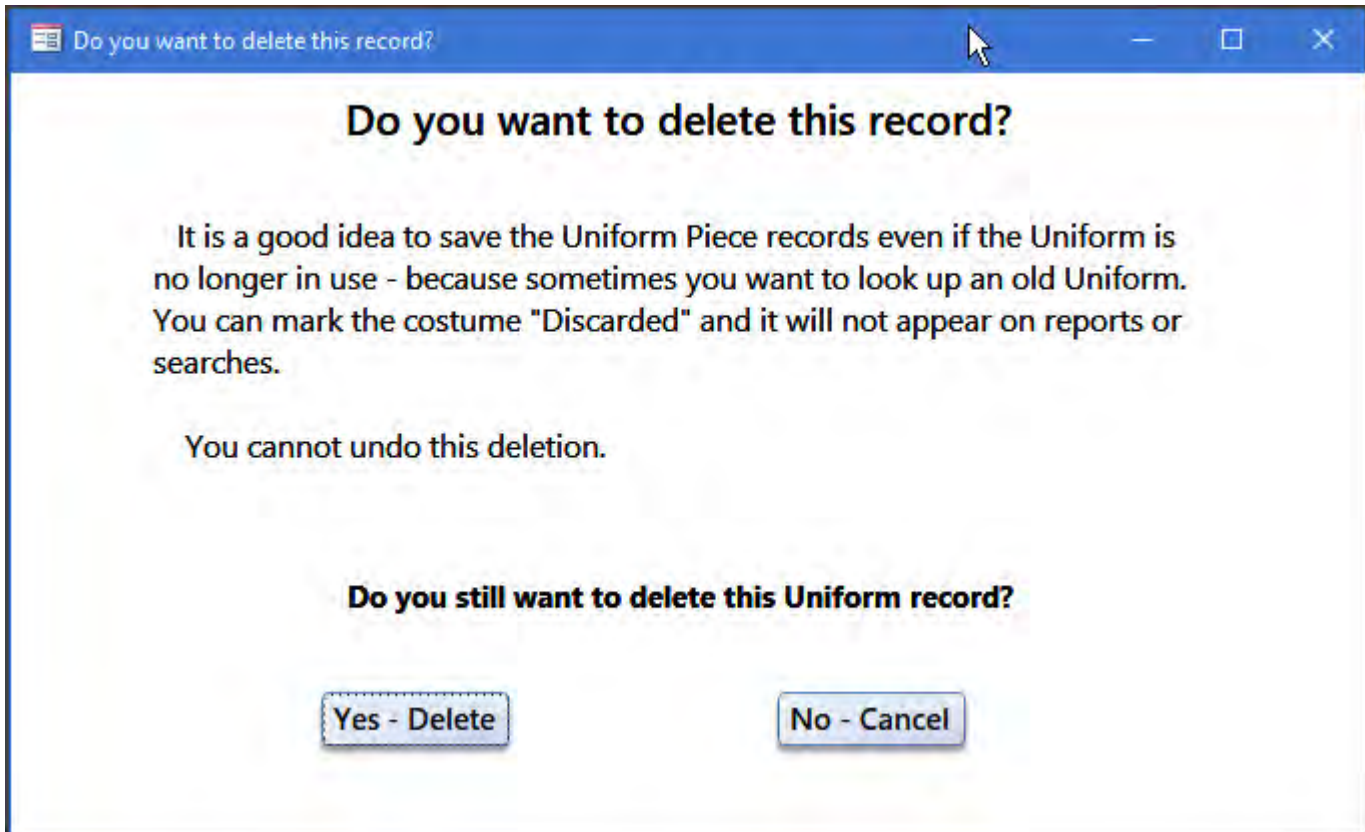 Do you want to delete this record?
Do you want to delete this record?
It is a good idea to save the Uniform Piece records even if the Uniform is
no longer in use - because sometimes you want to look up an old Uniform.
You can mark the costume "Discarded" and it will not appear on reports or
searches.
You cannot undo this deletion.
Do you still want to delete this Uniform record?
Yes - Delete
No - Cancel